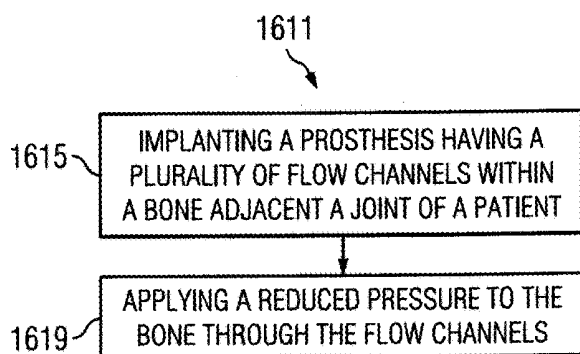 1611
1615
IMPLANTING A PROSTHESIS HAVING A
PLURALITY OF FLOW CHANNELS WITHIN
A BONE ADJACENT A JOINT OF A PATIENT
1619
APPLYING A REDUCED PRESSURE TO THE
BONE THROUGH THE FLOW CHANNELS